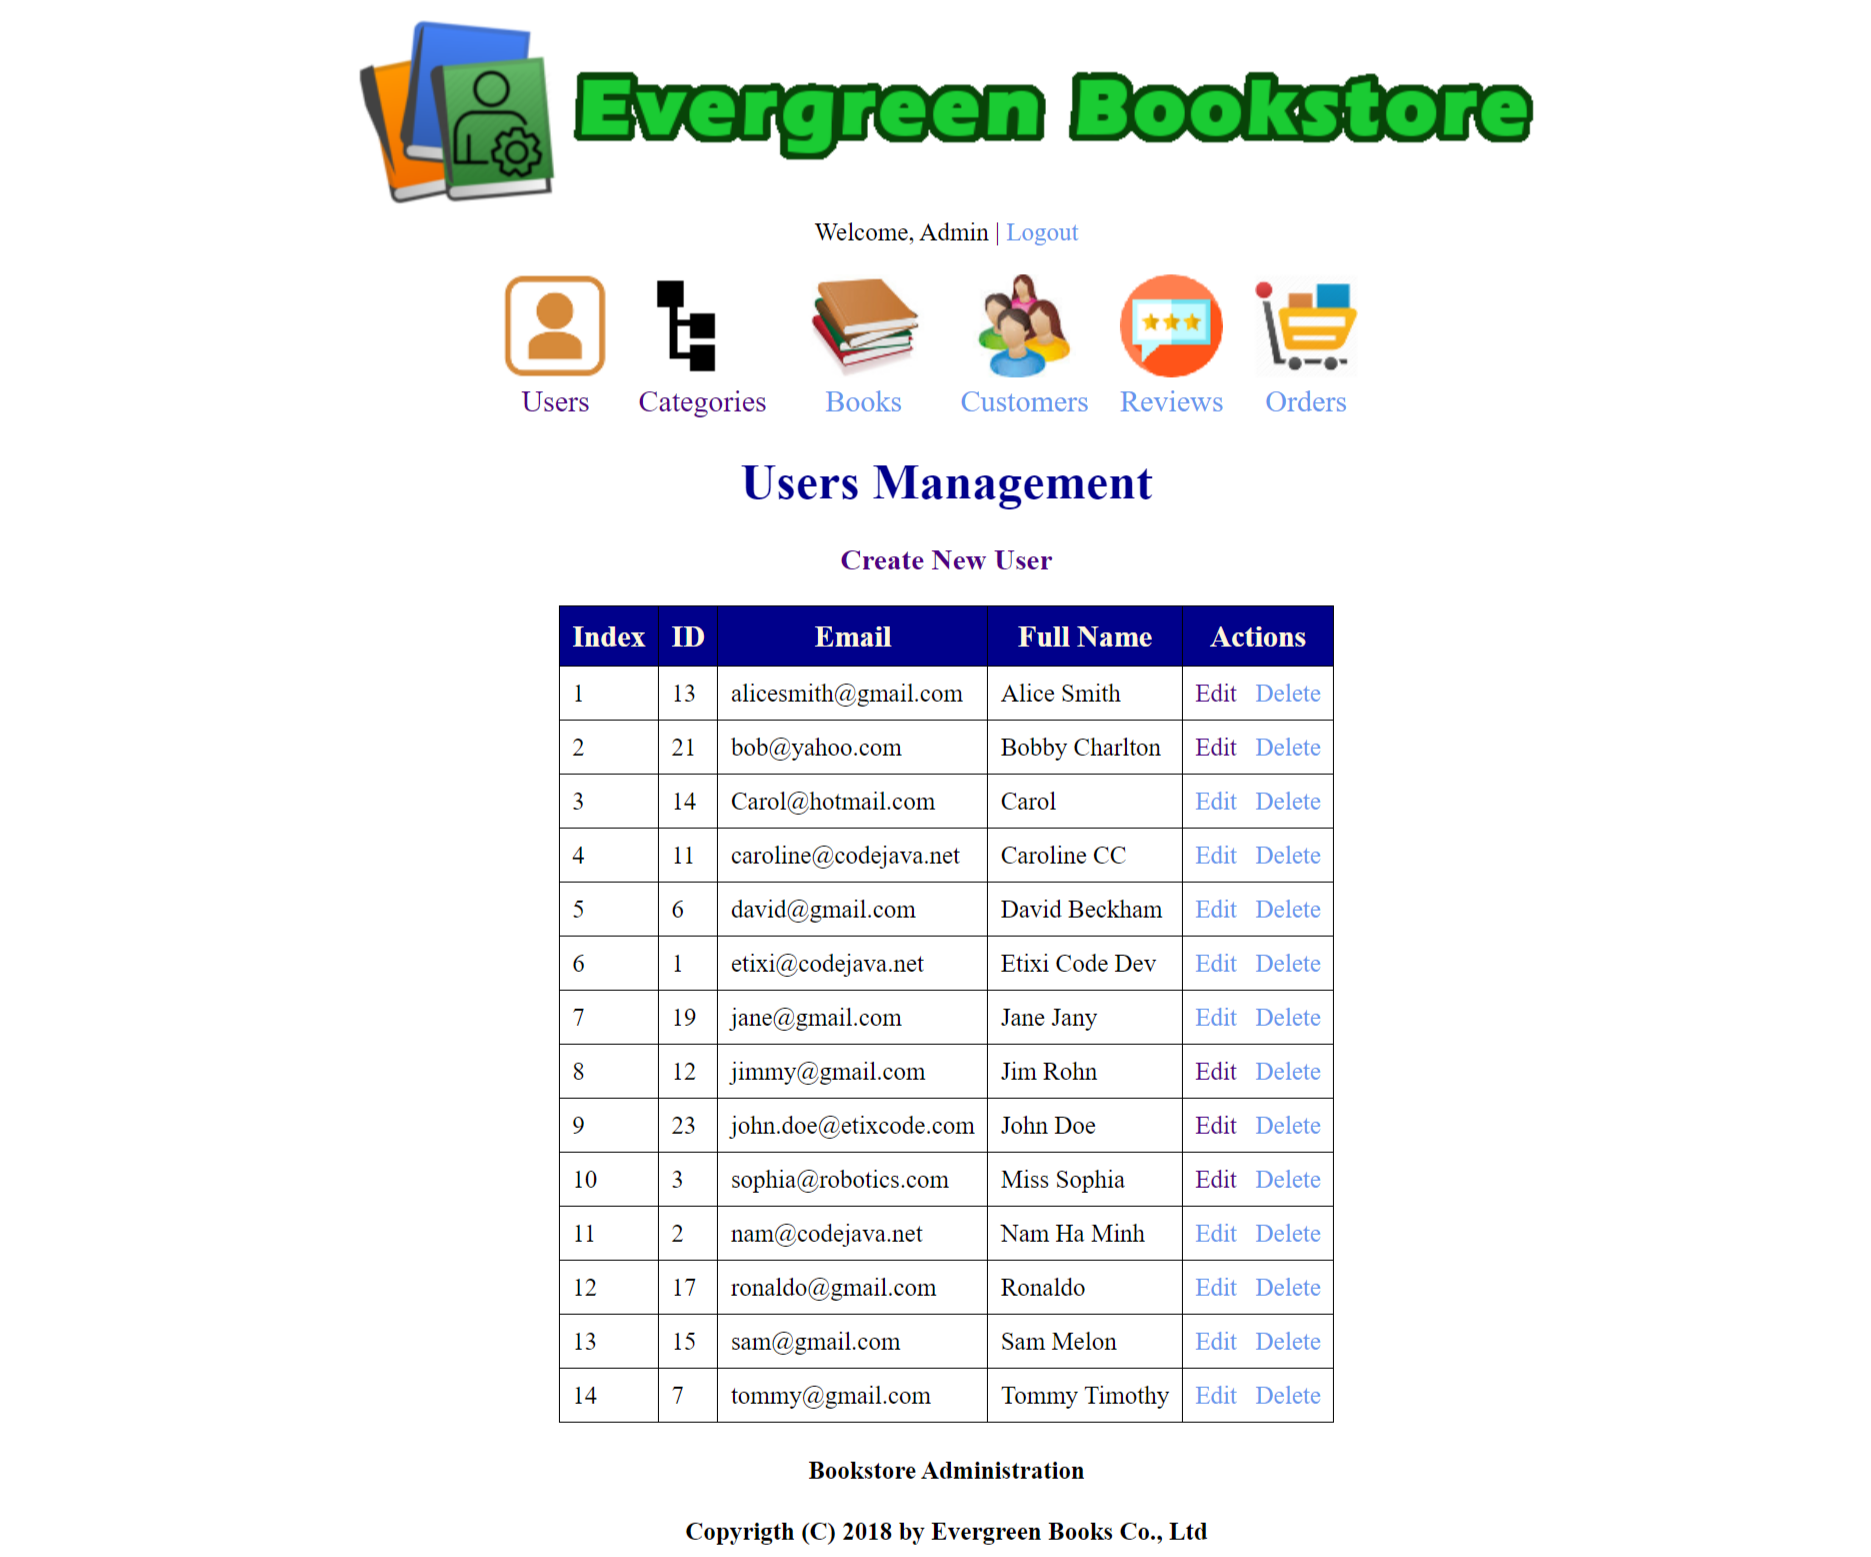 Evergreen Bookstore
Welcome, Admin | Logout
Users Categories Books Customers Reviews Orders
Users Management
Create New User
Index ID Email Full Name Actions
1 13 alicesmith@gmail.com Alice Smith Edit Delete
2 21 bob@yahoo.com Bobby Charlton Edit Delete
3 14 Carol@hotmail.com Carol Edit Delete
4 11 caroline@codejava.net Caroline CC Edit Delete
5 6 david@gmail.com David Beckham Edit Delete
6 1 etixi@codejava.net Etixi Code Dev Edit Delete
7 19 jane@gmail.com Jane Jany Edit Delete
8 12 jimmy@gmail.com Jim Rohn Edit Delete
9 23 john.doe@etixcode.com John Doe Edit Delete
10 3 sophia@robotics.com Miss Sophia Edit Delete
11 2 nam@codejava.net Nam Ha Minh Edit Delete
12 17 ronaldo@gmail.com Ronaldo Edit Delete
13 15 sam@gmail.com Sam Melon Edit Delete
14 7 tommy@gmail.com Tommy Timothy Edit Delete
Bookstore Administration
Copyrigth (C) 2018 by Evergreen Books Co., Ltd